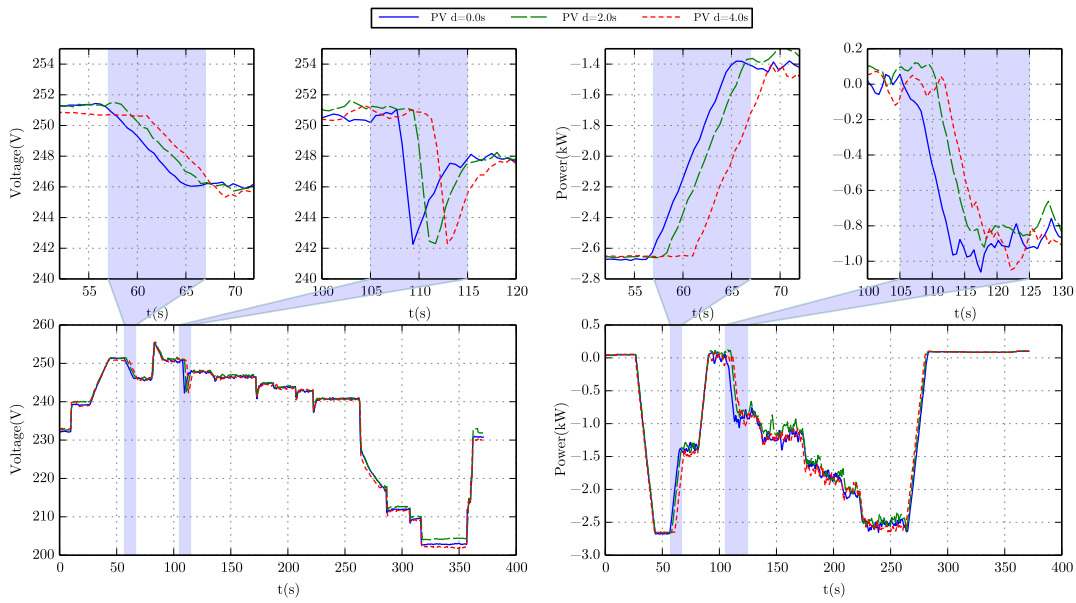 PV d=0.0s PV d=2.0s PV d=4.0s
254
252
250
248
246
244
242
240
Voltage(V)
55 60 65 70
t(s)
254
252
250
248
246
244
242
240
100 105 110 115 120
t(s)
−1.4
−1.6
−1.8
−2.0
−2.2
−2.4
−2.6
−2.8
Power(kW)
55 60 65 70
t(s)
0.2
0.0
−0.2
−0.4
−0.6
−0.8
−1.0
100 105 110 115 120 125 130
t(s)
260
250
240
230
220
210
200
Voltage(V)
0 50 100 150 200 250 300 350 400
t(s)
0.5
0.0
−0.5
−1.0
−1.5
−2.0
−2.5
−3.0
Power(kW)
0 50 100 150 200 250 300 350 400
t(s)